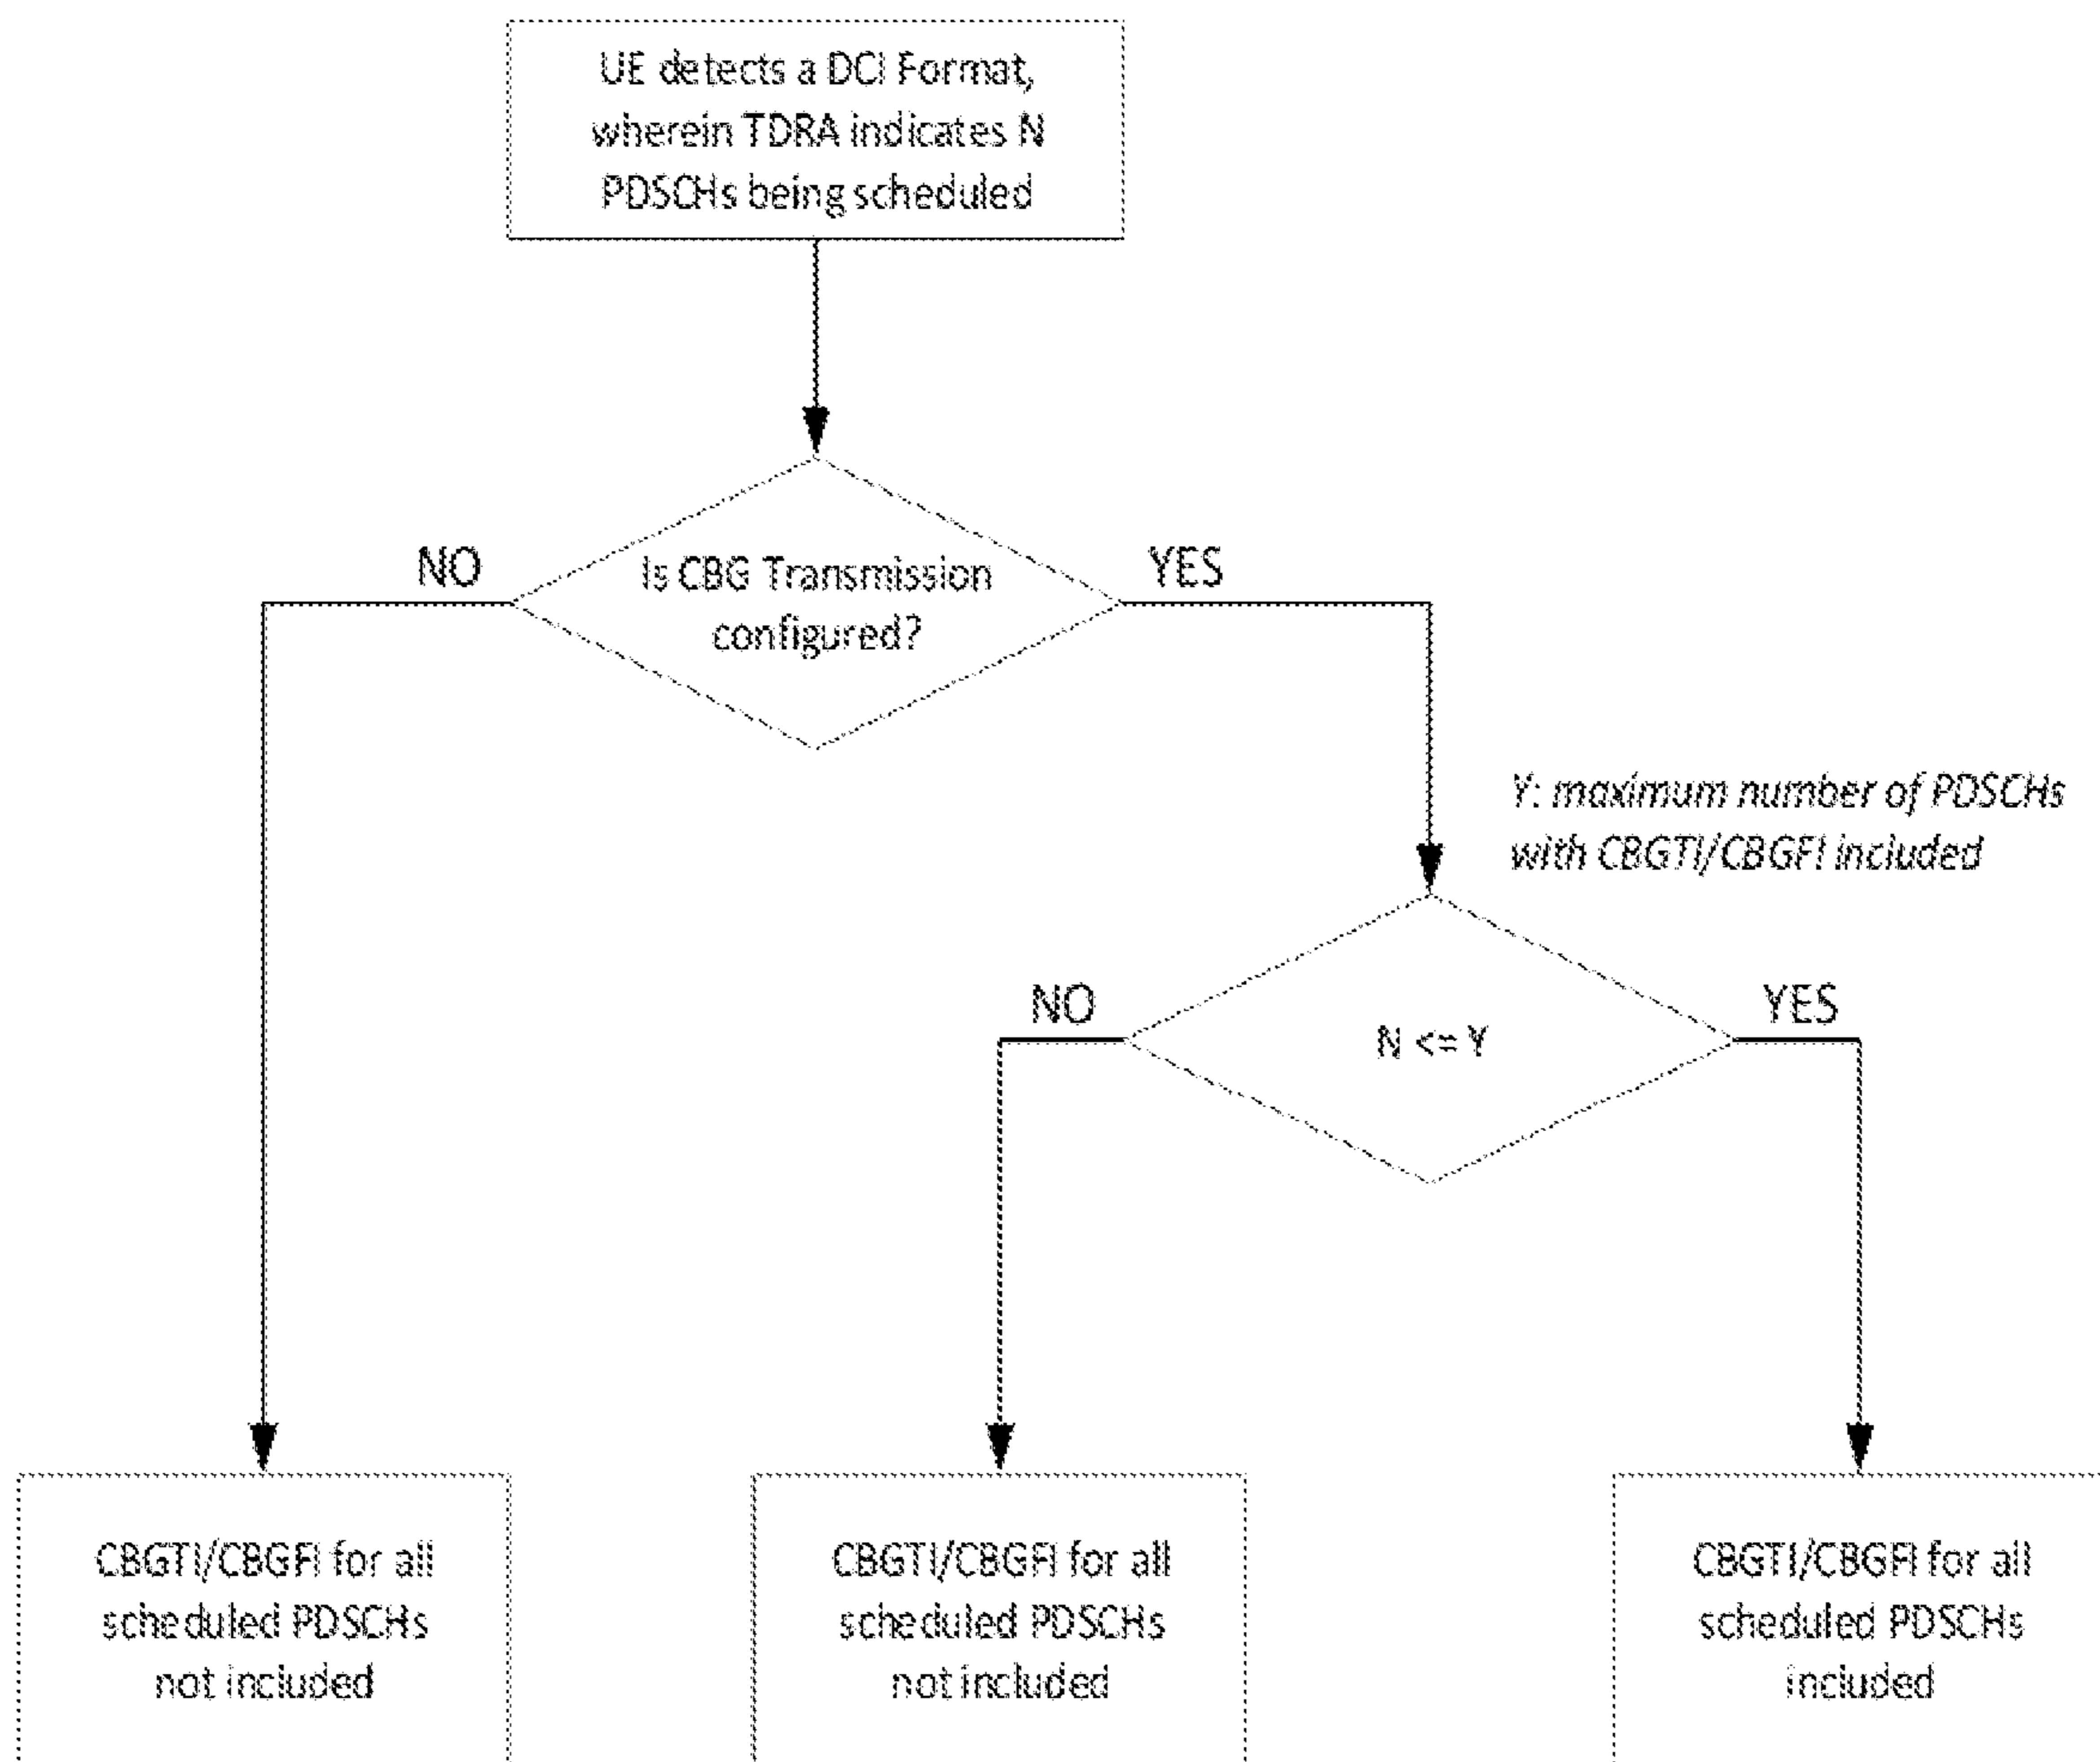 UE detects a DCI Format,
wherein TDRA indicates N
PDSCHs being scheduled
NO
YES
Is CBG Transmission
configured?
Y: maximum number of PDSCHs
with CBGTI/CBGFI included
NO
YES
N <= Y
CBGTI/CBGFI for all
scheduled PDSCHs
not included
CBGTI/CBGFI for all
scheduled PDSCHs
not included
CBGTI/CBGFI for all
scheduled PDSCHs
included